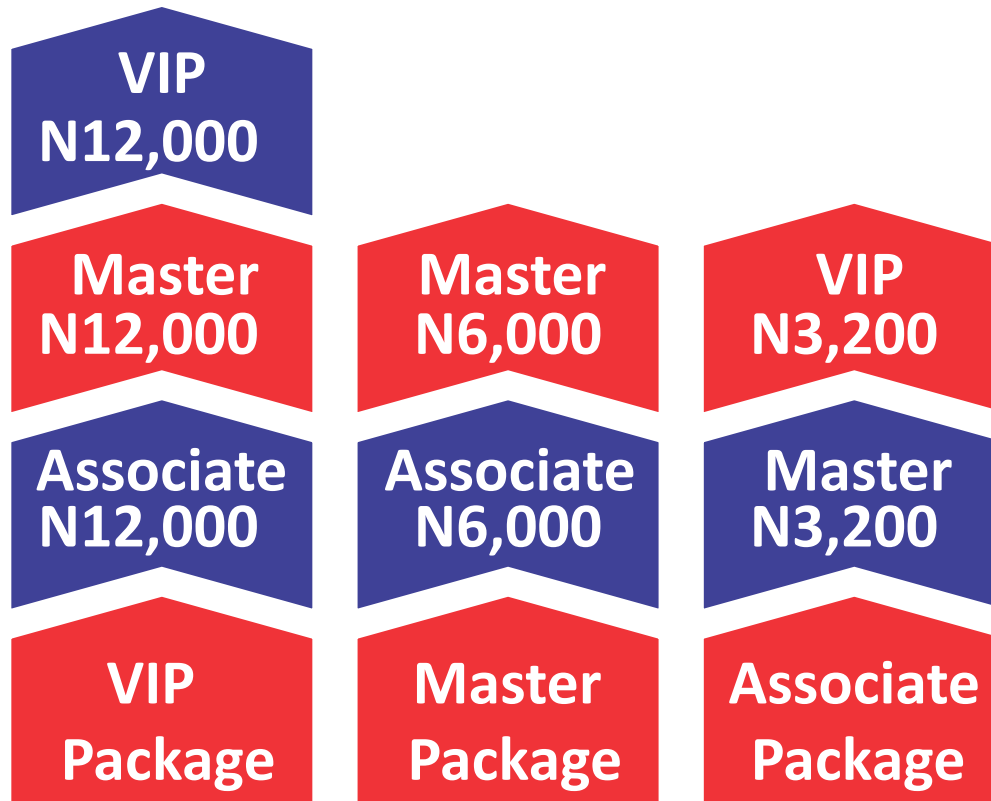 VIP
N12,000
Master
N12,000
Associate
N12,000
VIP
Package
Master
N6,000
Associate
N6,000
Master
Package
VIP
N3,200
Master
N3,200
Associate
Package